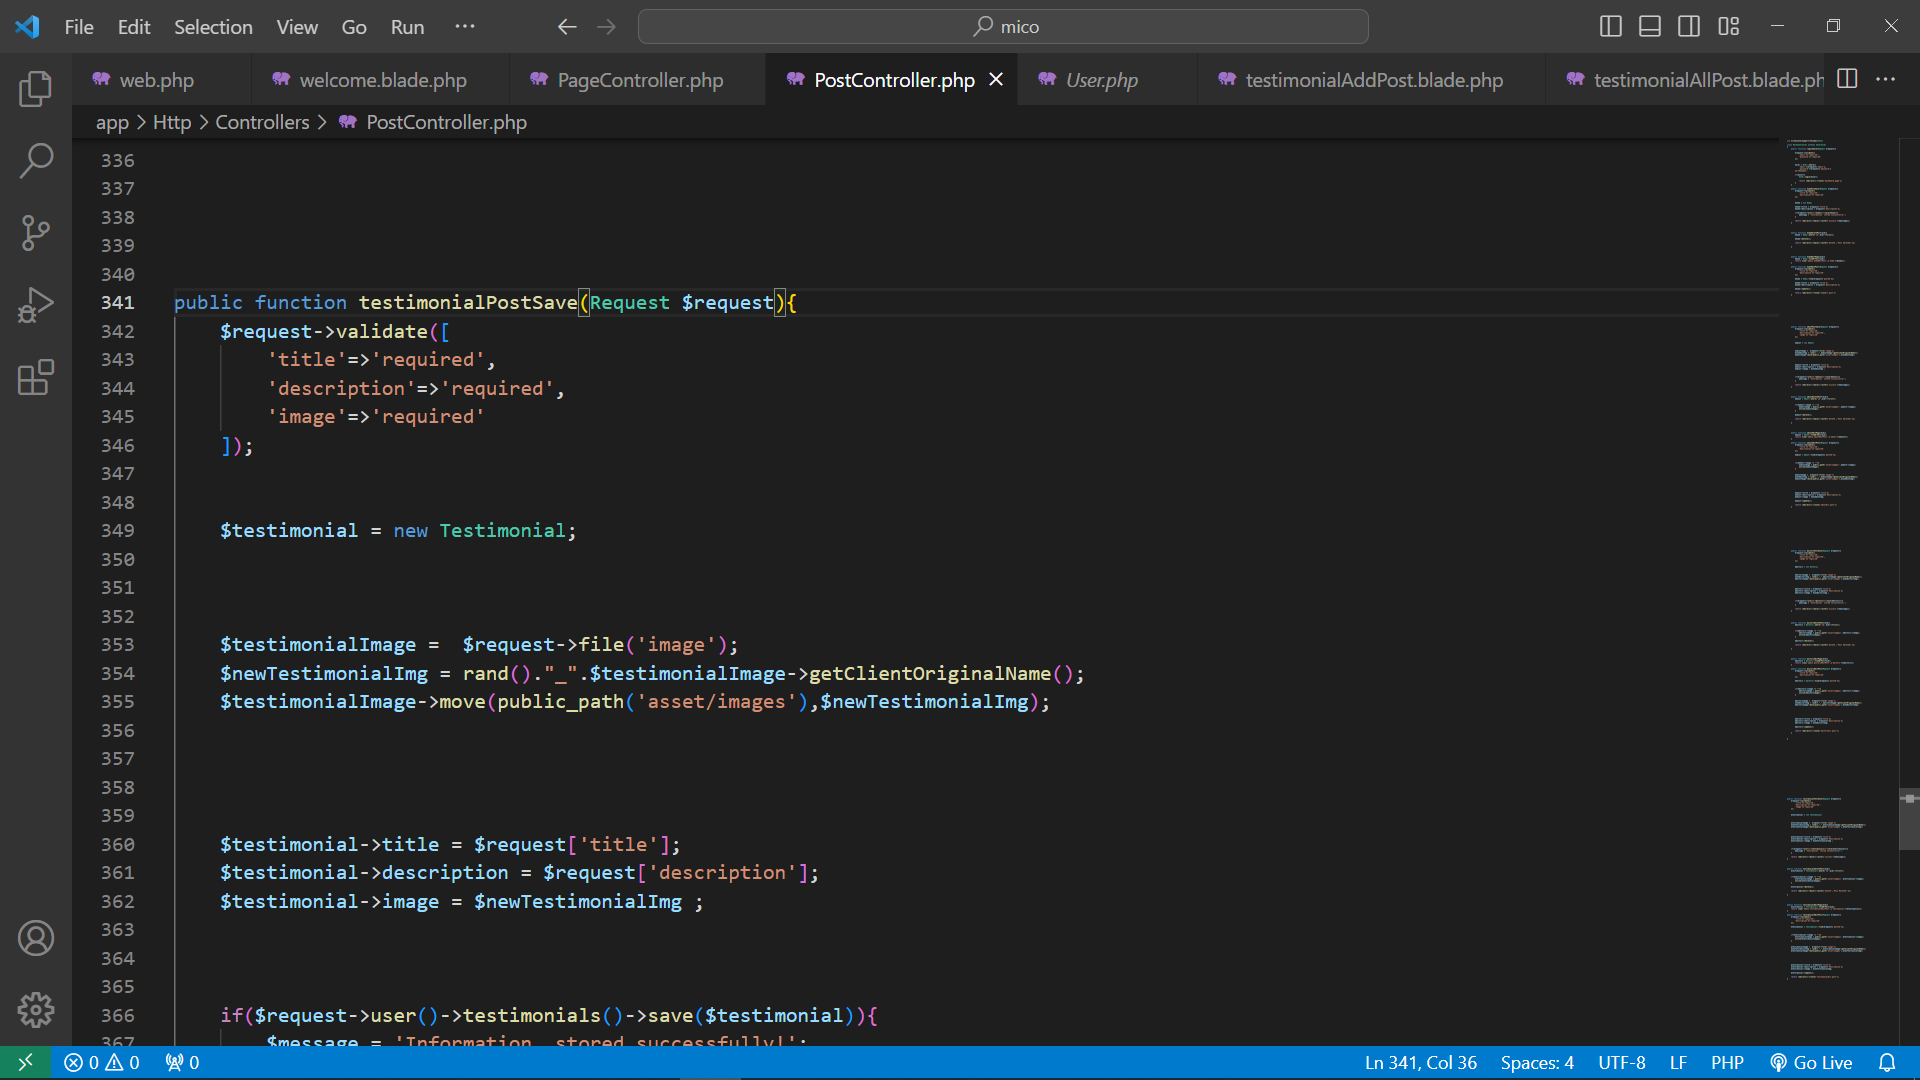 File Edit Selection View Go Run ··· mico
web.php welcome.blade.php PageController.php PostController.php User.php testimonialAddPost.blade.php testimonialAllPost.blade.ph ···
app > Http > Controllers > PostController.php
336
337
338
339
340
341 public function testimonialPostSave(Request $request){
342 $request->validate([
343 'title'=>'required',
344 'description'=>'required',
345 'image'=>'required'
346 ]);
347
348
349 $testimonial = new Testimonial;
350
351
352
353 $testimonialImage =  $request->file('image');
354 $newTestimonialImg = rand()."_".$testimonialImage->getClientOriginalName();
355 $testimonialImage->move(public_path('asset/images'),$newTestimonialImg);
356
357
358
359
360 $testimonial->title = $request['title'];
361 $testimonial->description = $request['description'];
362 $testimonial->image = $newTestimonialImg ;
363
364
365
366 if($request->user()->testimonials()->save($testimonial)){
367 $message = 'Information  stored successfully!';
0 0 0 Ln 341, Col 36 Spaces: 4 UTF-8 LF PHP Go Live